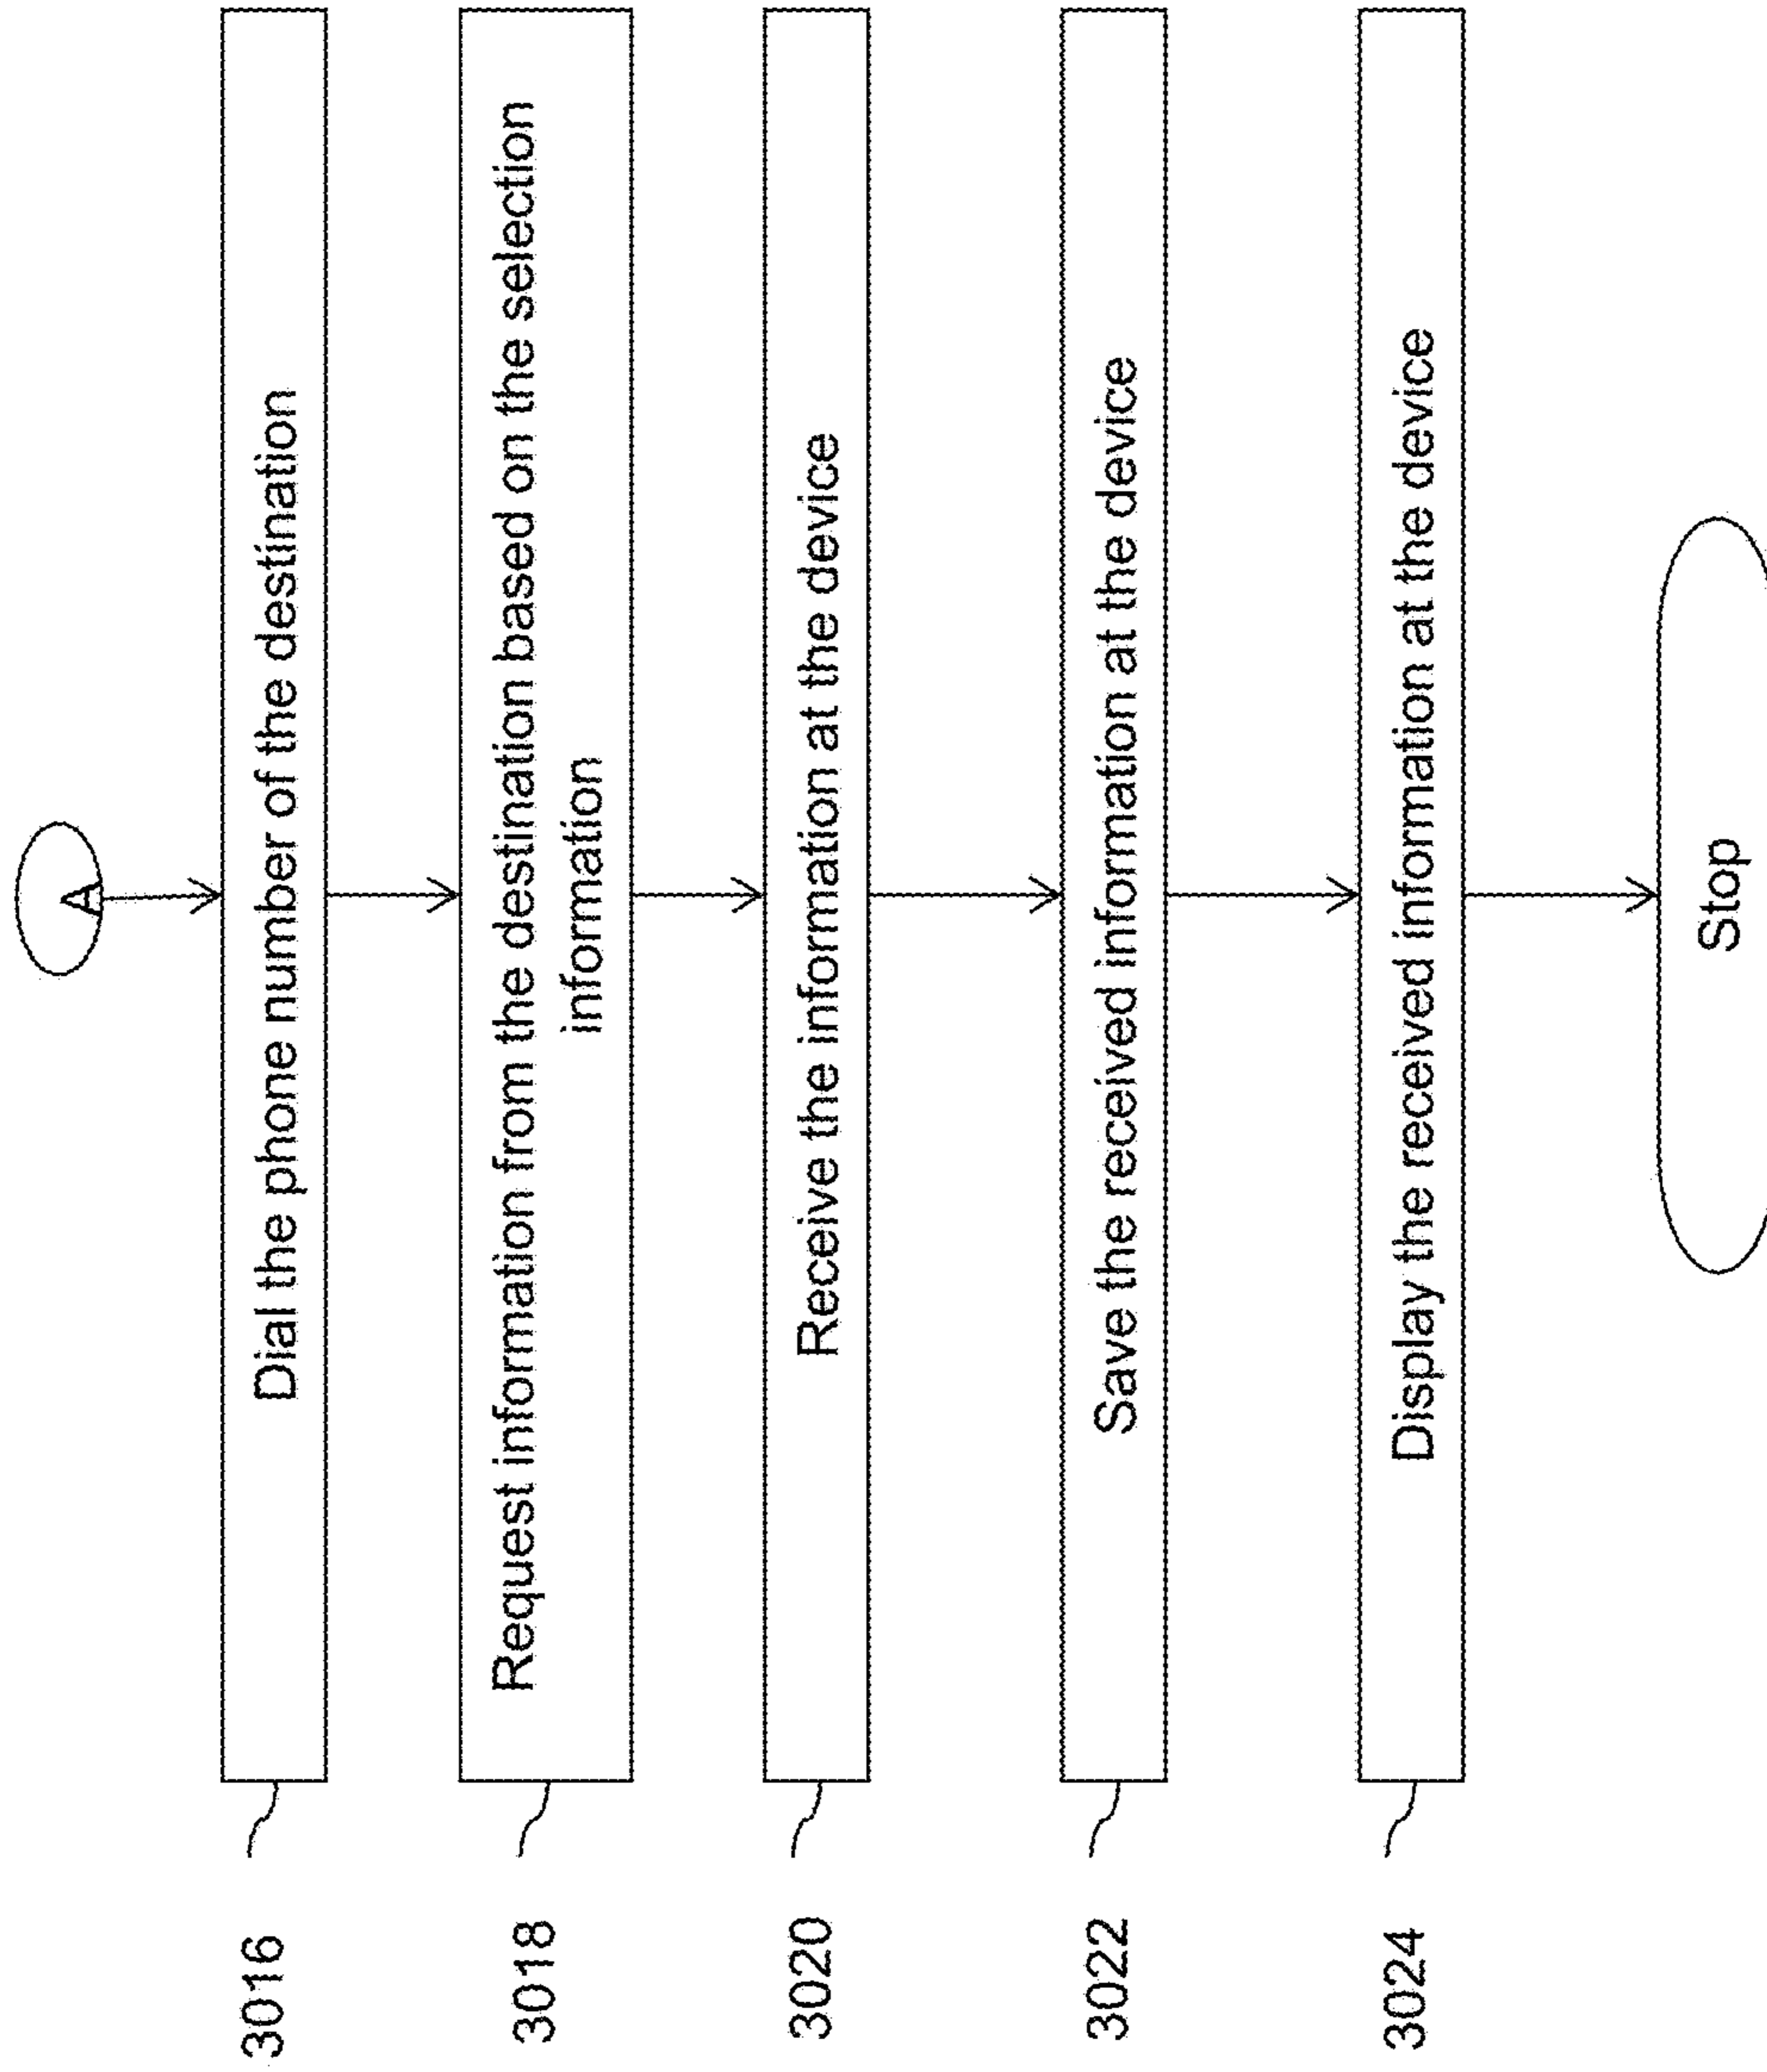 A
3016
Dial the phone number of the destination
3018
Request information from the destination based on the selection
information
3020
Receive the information at the device
3022
Save the received information at the device
3024
Display the received information at the device
Stop